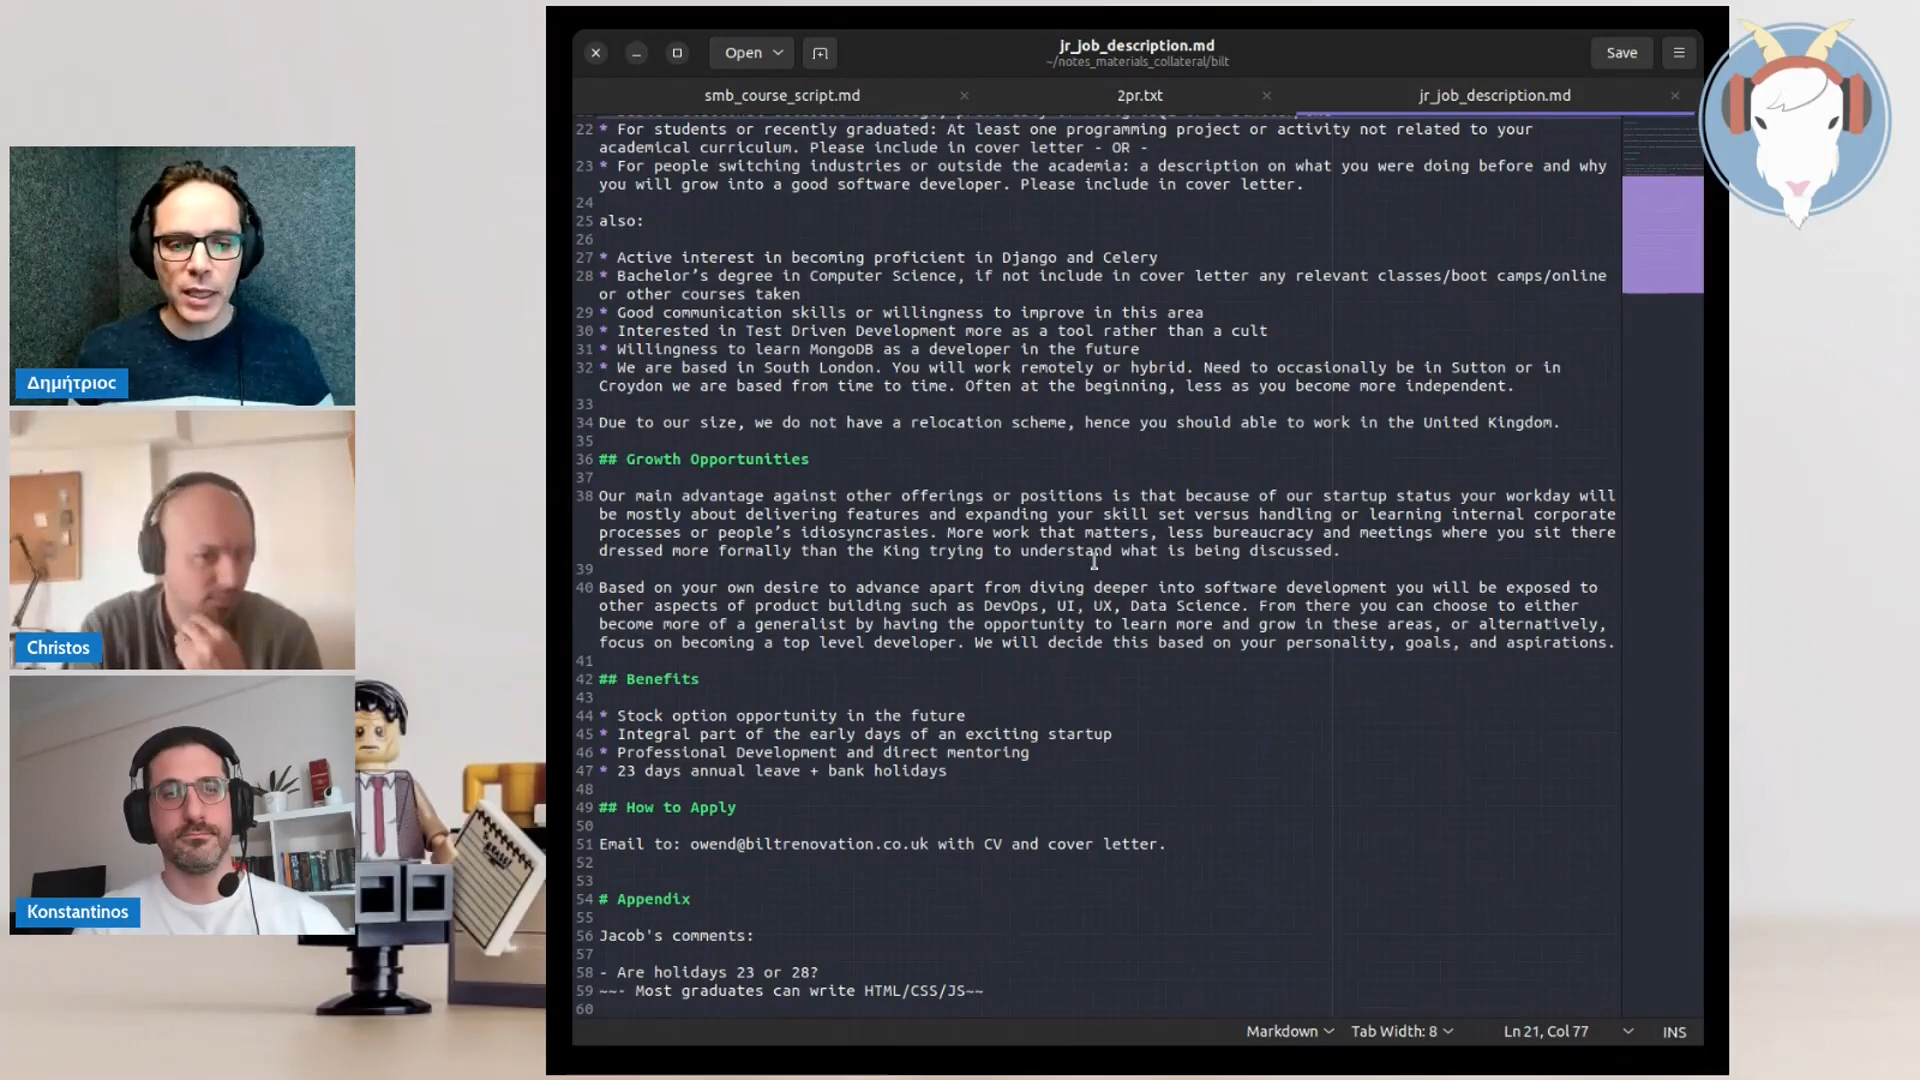 jr_job_description.md
~/notes_materials_collateral/bilt
Open
Save
smb_course_script.md
2pr.txt
jr_job_description.md
22 * For students or recently graduated: At least one programming project or activity not related to your
academical curriculum. Please include in cover letter - OR -
23 * For people switching industries or outside the academia: a description on what you were doing before and why
you will grow into a good software developer. Please include in cover letter.
24
25 also:
26
27 * Active interest in becoming proficient in Django and Celery
28 * Bachelor’s degree in Computer Science, if not include in cover letter any relevant classes/boot camps/online
or other courses taken
29 * Good communication skills or willingness to improve in this area
30 * Interested in Test Driven Development more as a tool rather than a cult
31 * Willingness to learn MongoDB as a developer in the future
32 * We are based in South London. You will work remotely or hybrid. Need to occasionally be in Sutton or in
Croydon we are based from time to time. Often at the beginning, less as you become more independent.
33
34 Due to our size, we do not have a relocation scheme, hence you should able to work in the United Kingdom.
35
36 ## Growth Opportunities
37
38 Our main advantage against other offerings or positions is that because of our startup status your workday will
be mostly about delivering features and expanding your skill set versus handling or learning internal corporate
processes or people’s idiosyncrasies. More work that matters, less bureaucracy and meetings where you sit there
dressed more formally than the King trying to understand what is being discussed.
39
40 Based on your own desire to advance apart from diving deeper into software development you will be exposed to
other aspects of product building such as DevOps, UI, UX, Data Science. From there you can choose to either
become more of a generalist by having the opportunity to learn more and grow in these areas, or alternatively,
focus on becoming a top level developer. We will decide this based on your personality, goals, and aspirations.
41
42 ## Benefits
43
44 * Stock option opportunity in the future
45 * Integral part of the early days of an exciting startup
46 * Professional Development and direct mentoring
47 * 23 days annual leave + bank holidays
48
49 ## How to Apply
50
51 Email to: owend@biltrenovation.co.uk with CV and cover letter.
52
53
54 # Appendix
55
56 Jacob's comments:
57
58 - Are holidays 23 or 28?
59 ~~- Most graduates can write HTML/CSS/JS~~
60
Markdown
Tab Width: 8
Ln 21, Col 77
INS
Δημήτριος
Christos
Konstantinos